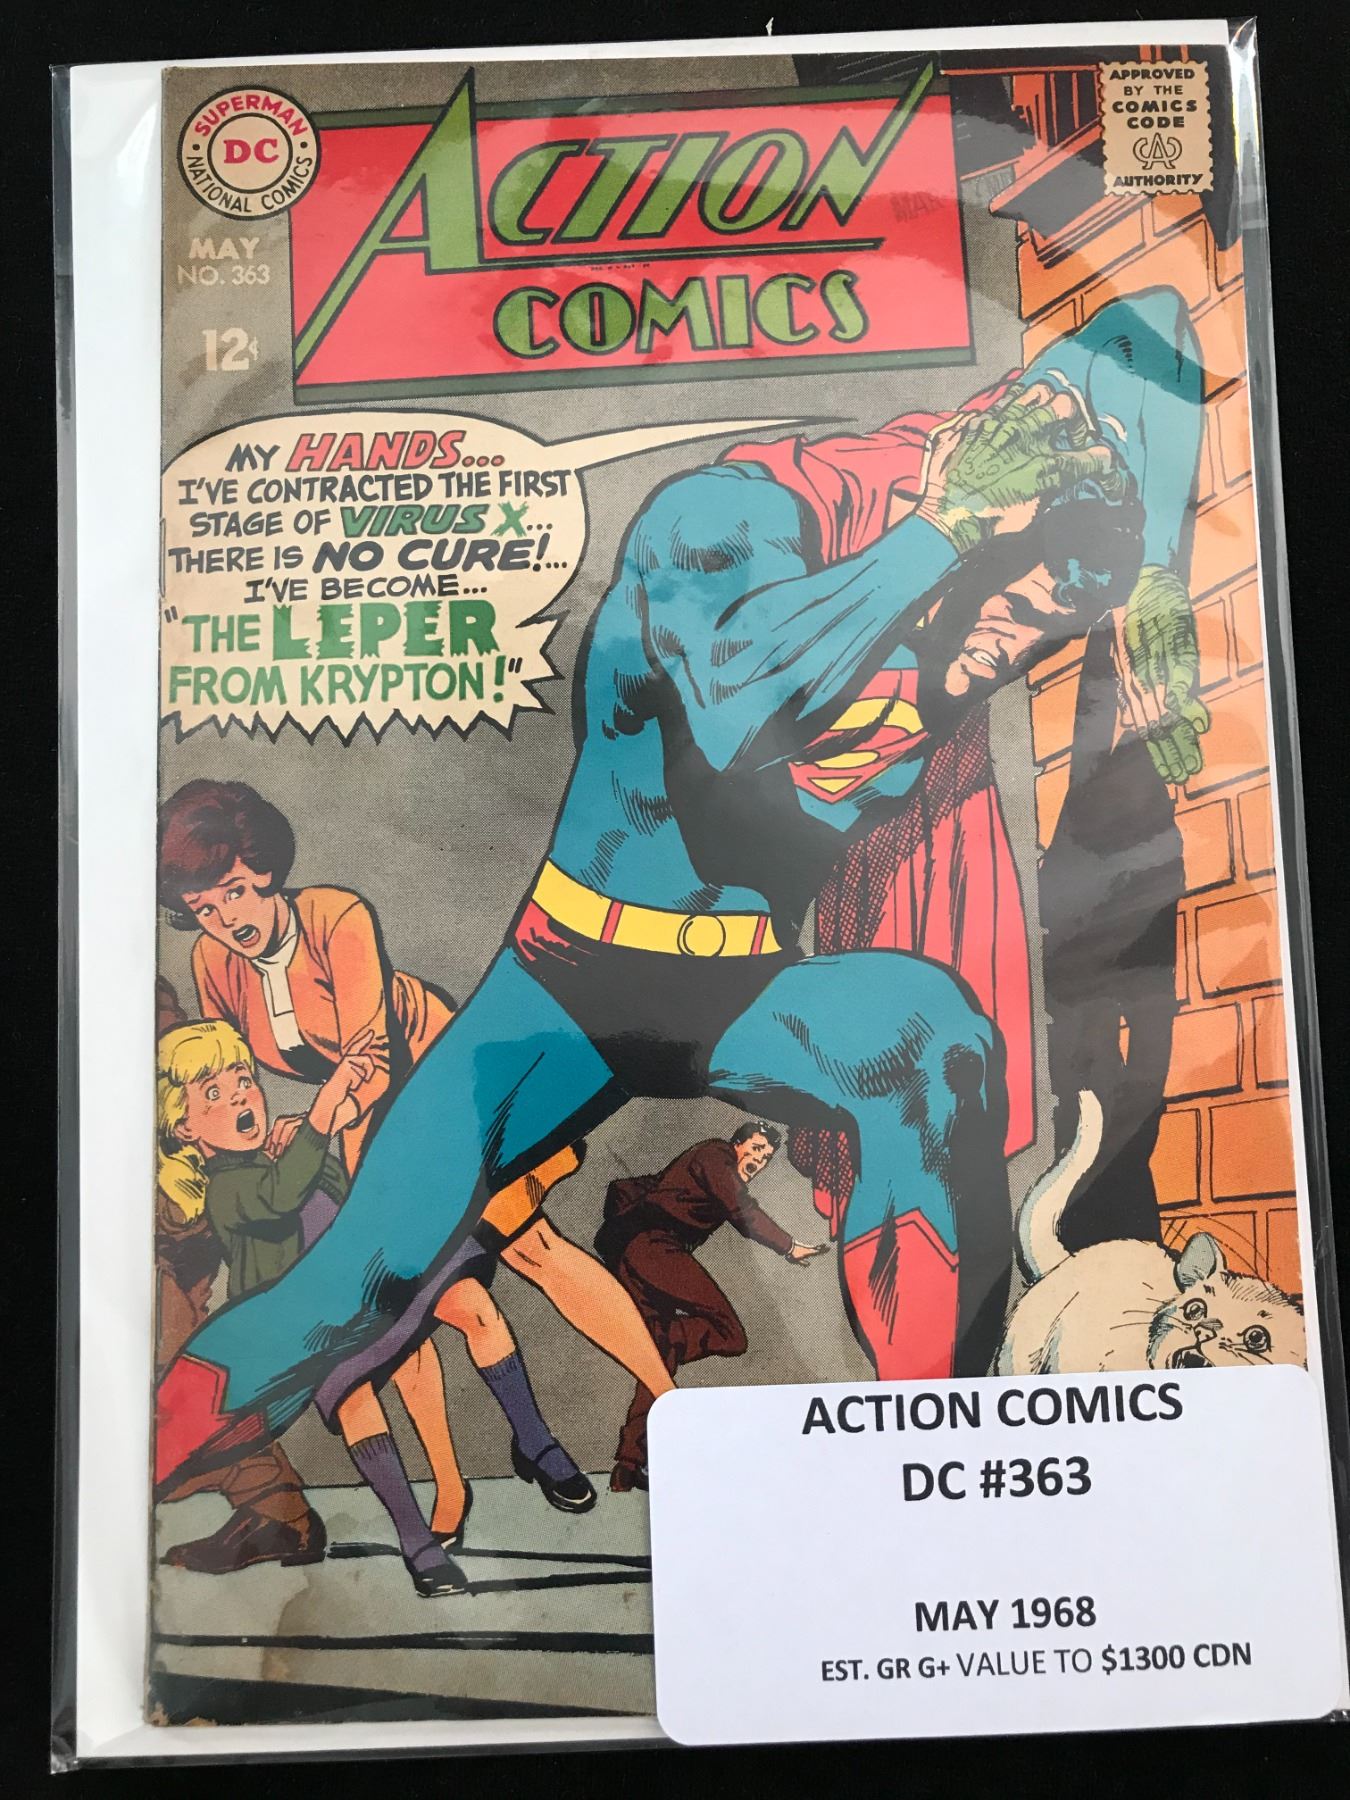 SUPERMAN
DC
NATIONAL COMICS
MAY
NO. 363
12¢
ACTION
COMICS
APPROVED
BY THE
COMICS
CODE
CA
AUTHORITY
MY HANDS...
I'VE CONTRACTED THE FIRST
STAGE OF VIRUS X...
THERE IS NO CURE!...
I'VE BECOME...
"THE LEPER
FROM KRYPTON!"
S
ACTION COMICS
DC #363
MAY 1968
EST. GR G+ VALUE TO $1300 CDN